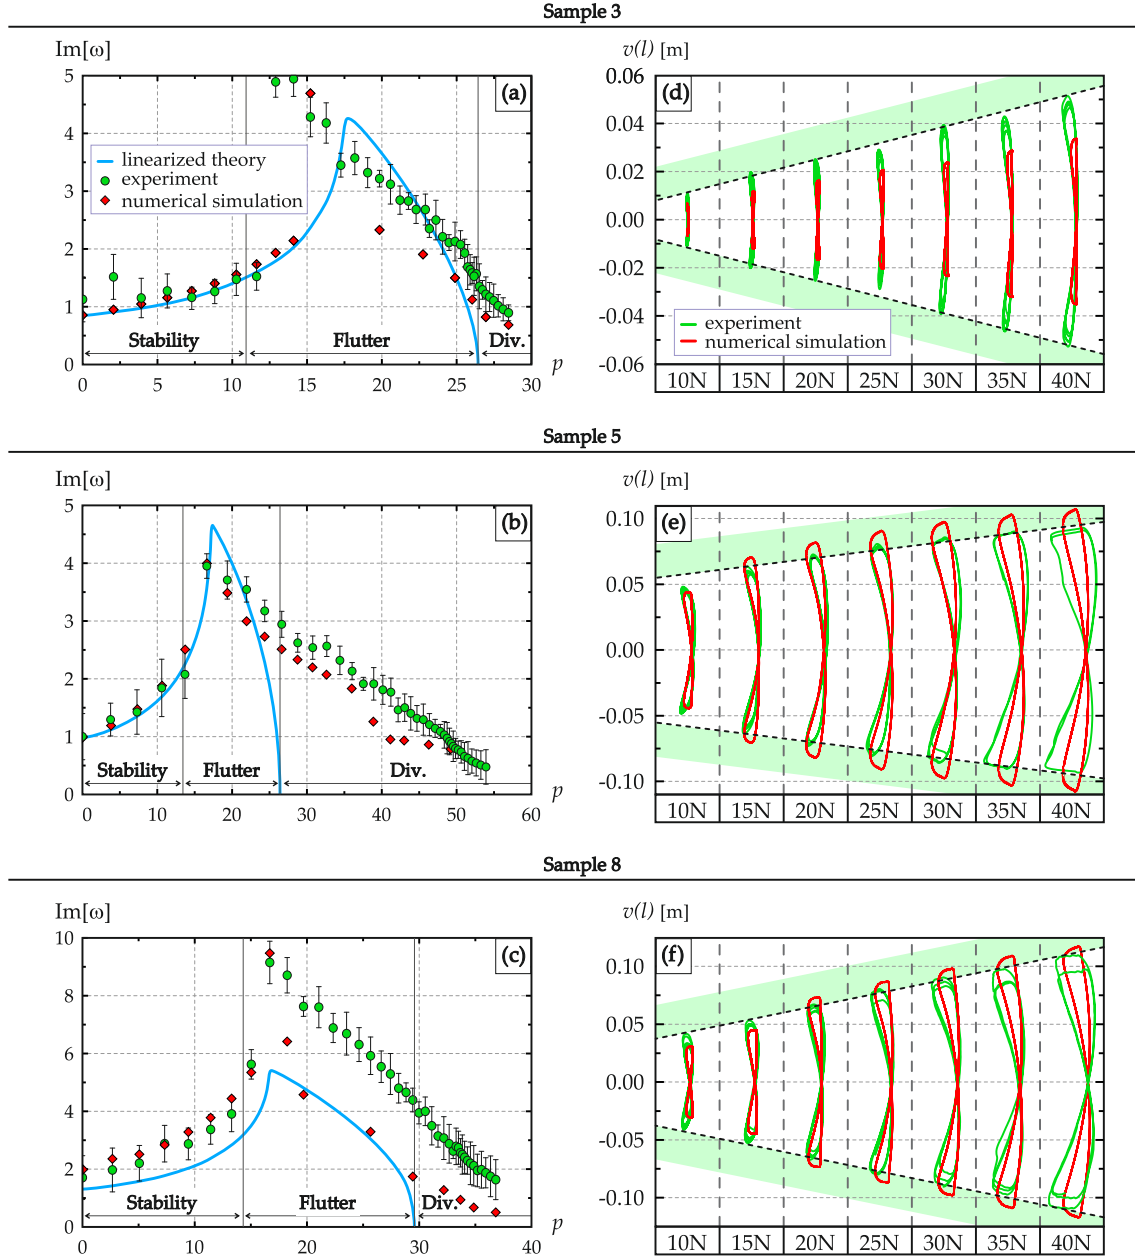 Sample 3
Im[ω]
5
4
3
2
1
0
(a)
linearized theory
experiment
numerical simulation
Stability
Flutter
Div.
0 5 10 15 20 25 30
p
v(l) [m]
0.06
0.04
0.02
0.00
-0.02
-0.04
-0.06
(d)
experiment
numerical simulation
10N 15N 20N 25N 30N 35N 40N
Sample 5
Im[ω]
5
4
3
2
1
0
(b)
Stability
Flutter
Div.
0 10 20 30 40 50 60
p
v(l) [m]
0.10
0.05
0.00
-0.05
-0.10
(e)
10N 15N 20N 25N 30N 35N 40N
Sample 8
Im[ω]
10
8
6
4
2
0
(c)
Stability
Flutter
Div.
0 10 20 30 40
p
v(l) [m]
0.10
0.05
0.00
-0.05
-0.10
(f)
10N 15N 20N 25N 30N 35N 40N